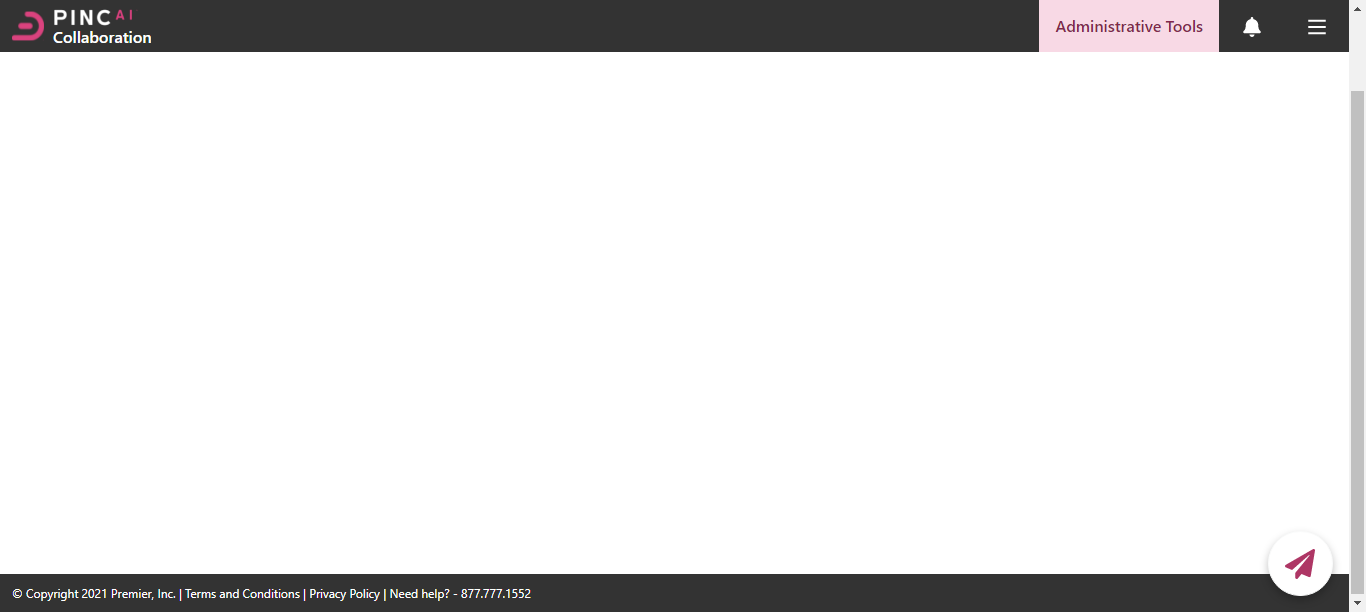 PINC AI
Collaboration
Administrative Tools
© Copyright 2021 Premier, Inc. | Terms and Conditions | Privacy Policy | Need help? - 877.777.1552